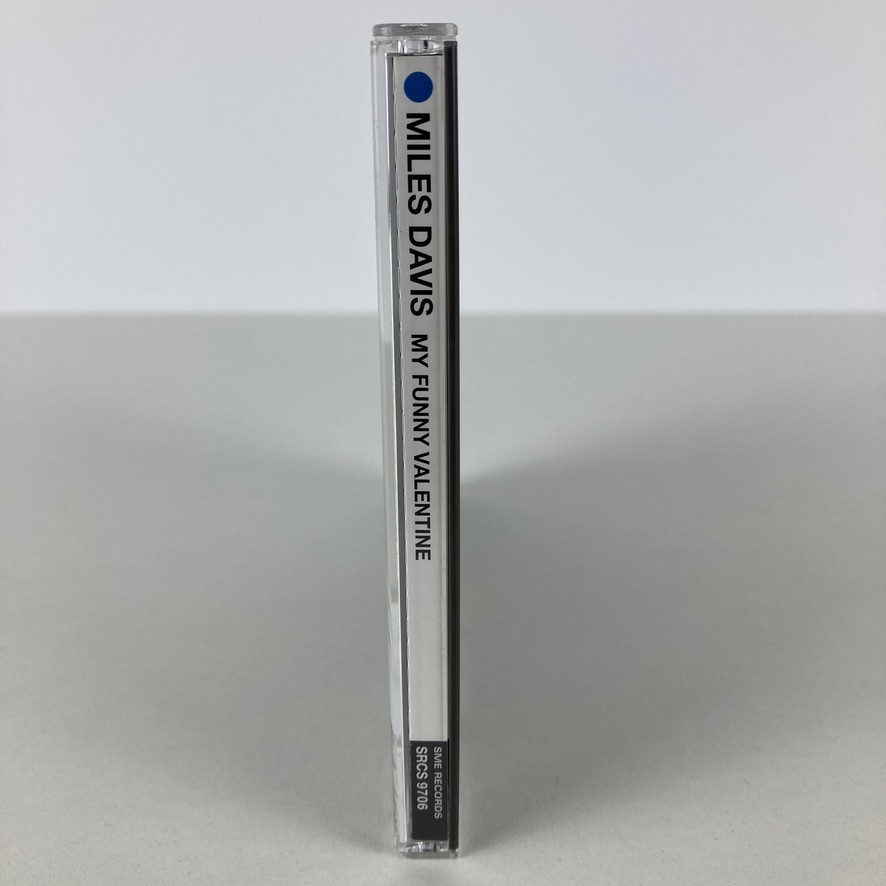 MILES DAVIS MY FUNNY VALENTINE
SME RECORDS
SRCS 9706